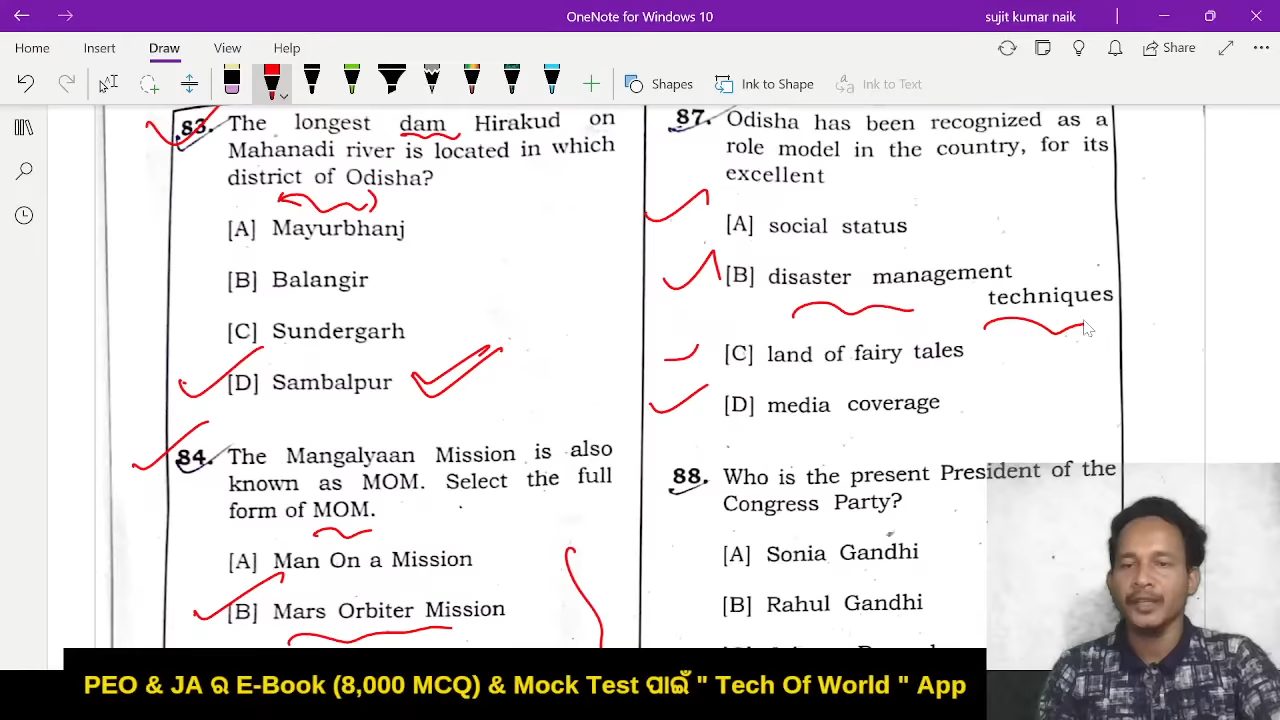 OneNote for Windows 10
sujit kumar naik
Home Insert Draw View Help
Share
Shapes
Ink to Shape
Ink to Text
83. The longest dam Hirakud on
Mahanadi river is located in which
district of Odisha?
[A] Mayurbhanj
[B] Balangir
[C] Sundergarh
[D] Sambalpur
84. The Mangalyaan Mission is also
known as MOM. Select the full
form of MOM.
[A] Man On a Mission
[B] Mars Orbiter Mission
87. Odisha has been recognized as a
role model in the country, for its
excellent
[A] social status
[B] disaster management
techniques
[C] land of fairy tales
[D] media coverage
88. Who is the present President of the
Congress Party?
[A] Sonia Gandhi
[B] Rahul Gandhi
PEO & JA ର E-Book (8,000 MCQ) & Mock Test ପାଇଁ " Tech Of World " App